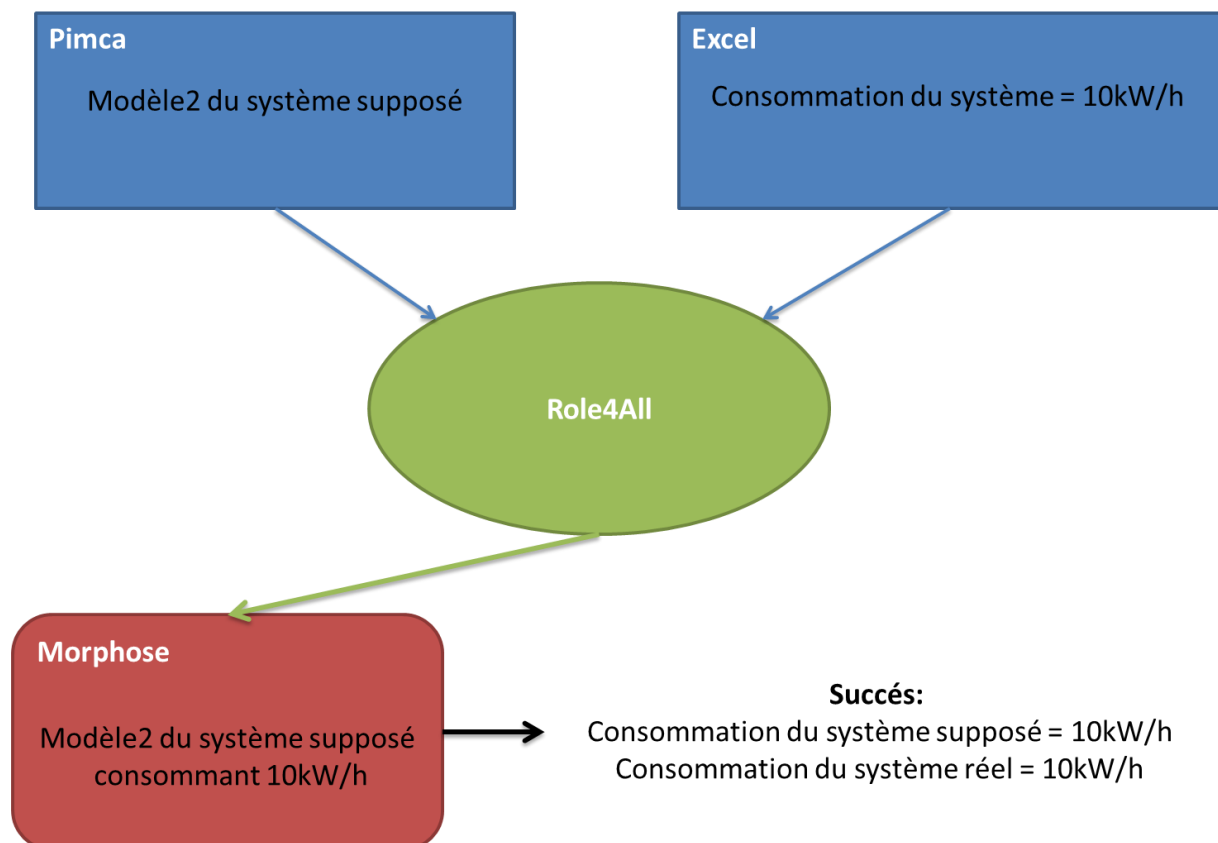 Pimca
Modèle2 du système supposé
Excel
Consommation du système = 10kW/h
Role4All
Morphose
Modèle2 du système supposé
consommant 10kW/h
Succés:
Consommation du système supposé = 10kW/h
Consommation du système réel = 10kW/h